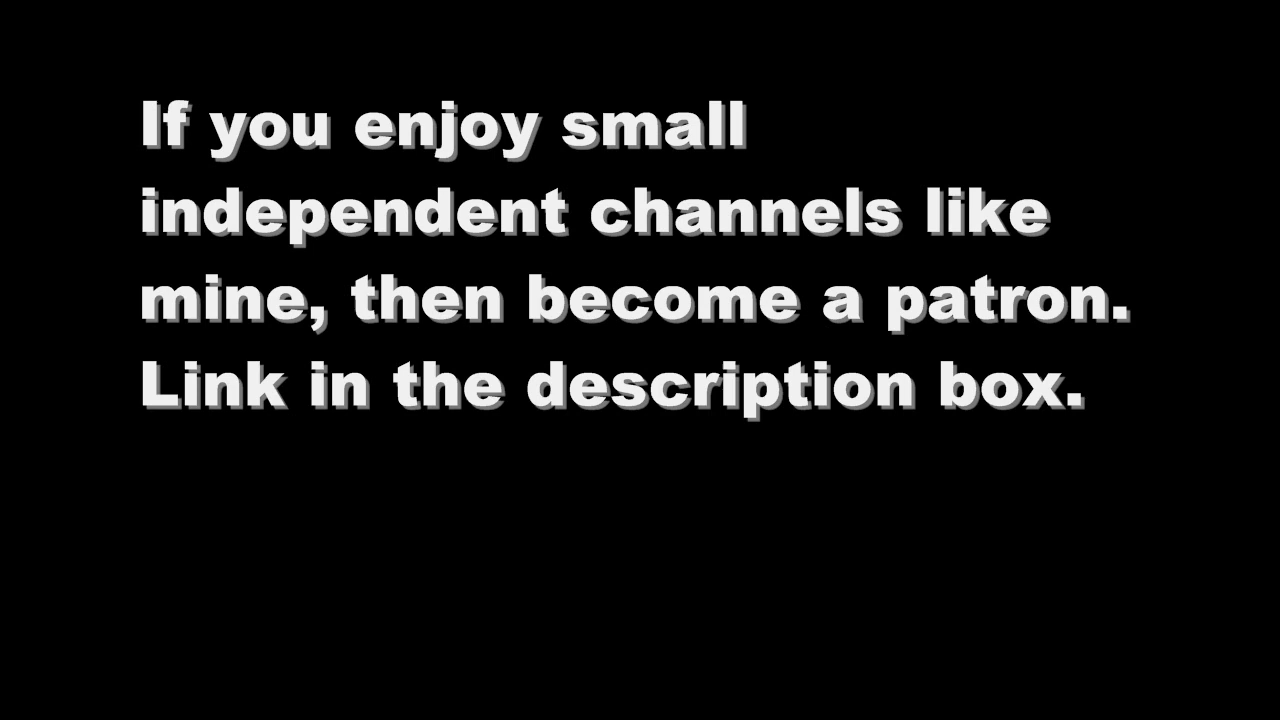 If you enjoy small
independent channels like
mine, then become a patron.
Link in the description box.